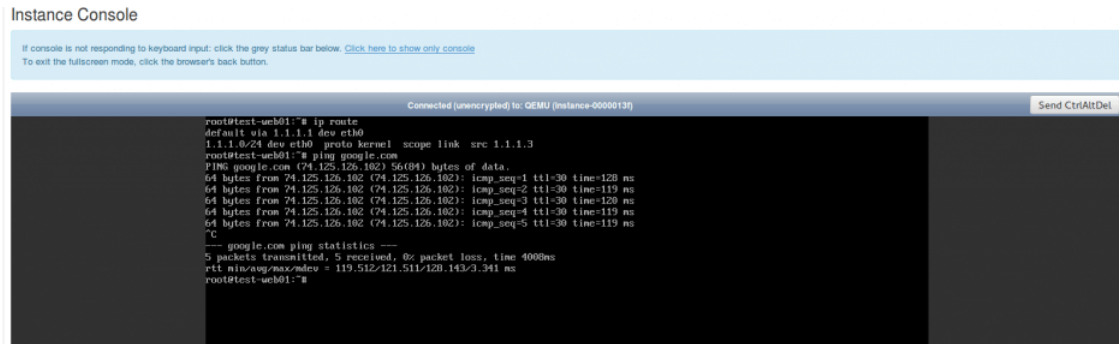 Instance Console
If console is not responding to keyboard input: click the grey status bar below. Click here to show only console
To exit the fullscreen mode, click the browser's back button.
Connected (unencrypted) to: QEMU (instance-0000013f)
Send CtrlAltDel
root@test-web01:~# ip route
default via 1.1.1.1 dev eth0
1.1.1.0/24 dev eth0  proto kernel  scope link  src 1.1.1.3
root@test-web01:~# ping google.com
PING google.com (74.125.126.102) 56(84) bytes of data.
64 bytes from 74.125.126.102 (74.125.126.102): icmp_seq=1 ttl=30 time=128 ms
64 bytes from 74.125.126.102 (74.125.126.102): icmp_seq=2 ttl=30 time=119 ms
64 bytes from 74.125.126.102 (74.125.126.102): icmp_seq=3 ttl=30 time=120 ms
64 bytes from 74.125.126.102 (74.125.126.102): icmp_seq=4 ttl=30 time=119 ms
64 bytes from 74.125.126.102 (74.125.126.102): icmp_seq=5 ttl=30 time=119 ms
^C
--- google.com ping statistics ---
5 packets transmitted, 5 received, 0% packet loss, time 4008ms
rtt min/avg/max/mdev = 119.512/121.511/128.143/3.341 ms
root@test-web01:~#